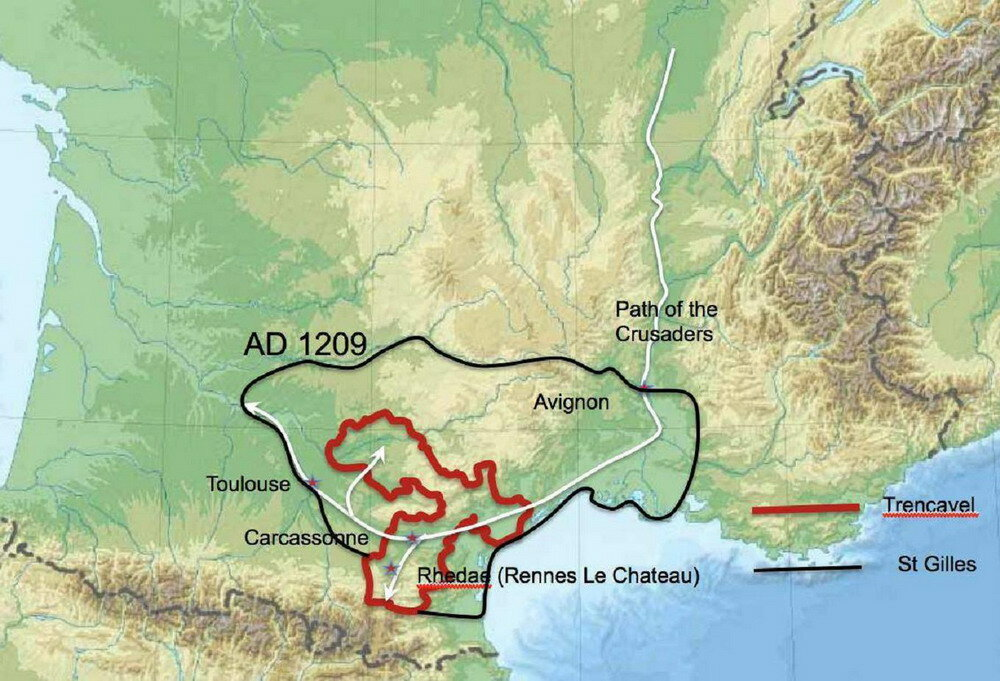 Path of the
Crusaders
AD 1209
Avignon
Toulouse
Trencavel
Carcassonne
St Gilles
Rhedae (Rennes Le Chateau)